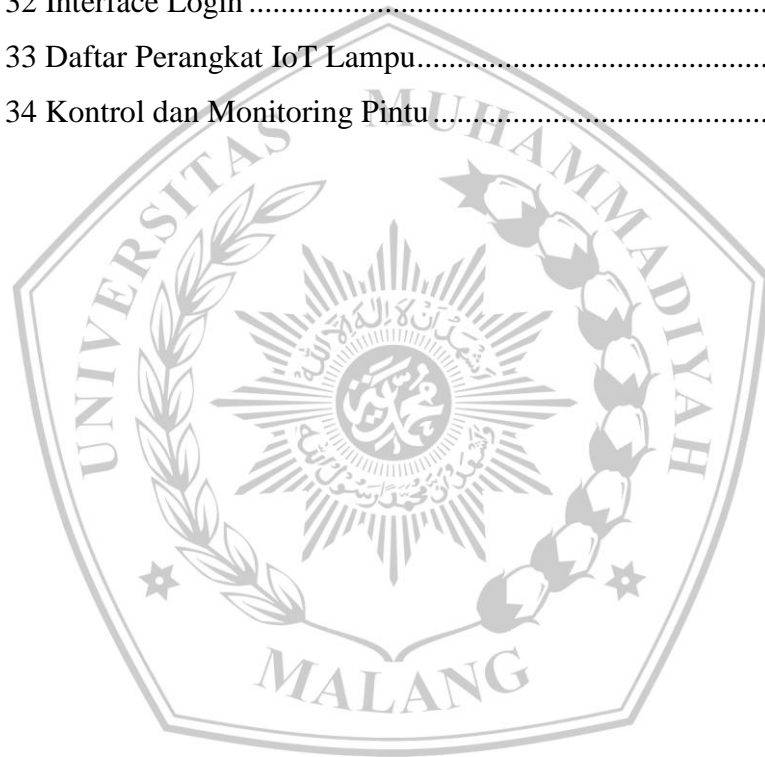 32 Interface Login ................................................................
33 Daftar Perangkat IoT Lampu...........................................
34 Kontrol dan Monitoring Pintu.........................................
UNIVERSITAS MUHAMMADIYAH
MALANG